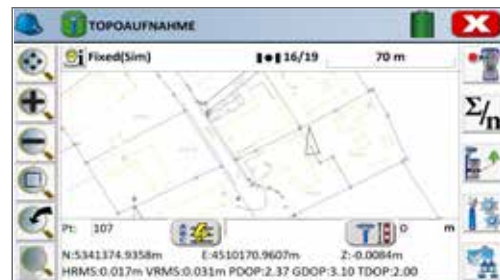 TOPOAUFNAHME
Fixed(Sim) 16/19 70 m
Σ/n
Pt: 107 0 m
N:5341374.9358m E:4510170.9607m Z:-0.0084m
HRMS:0.017m VRMS:0.031m PDOP:2.37 GDOP:3.10 TDOP:2.00